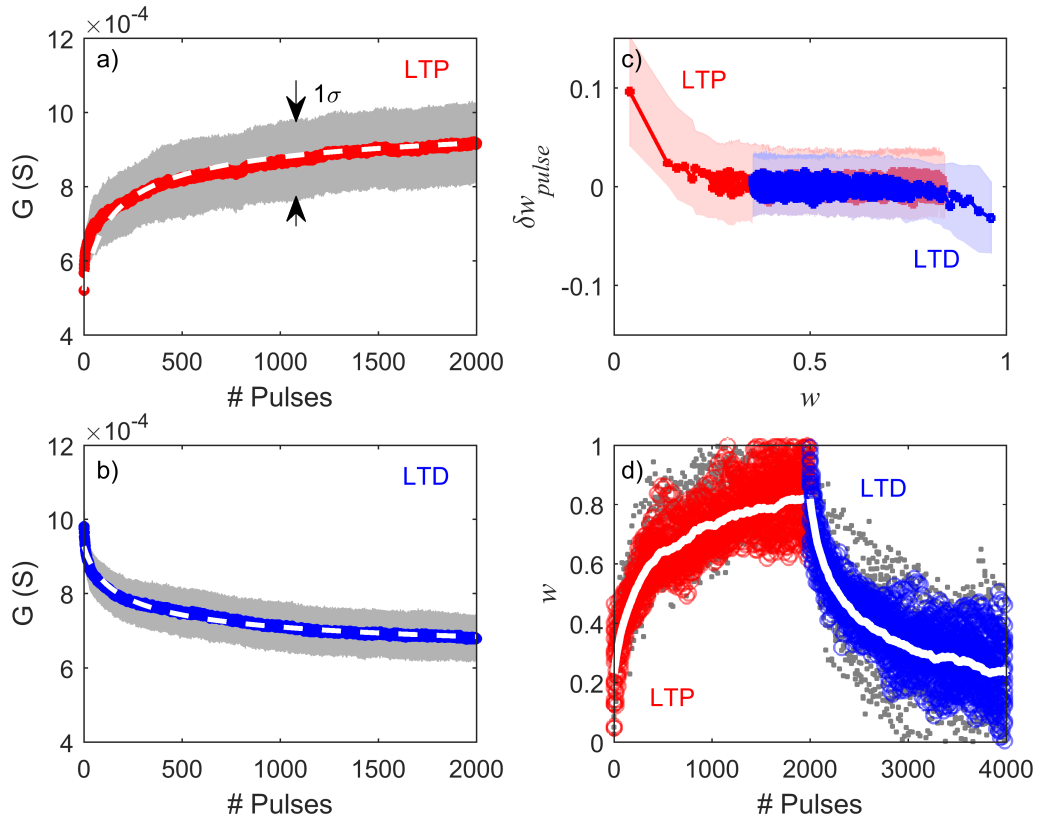 ×10⁻⁴
12
10
8
6
4
G (S)
a)
LTP
1σ
0
500
1000
1500
2000
# Pulses
c)
LTP
LTD
0.1
0
-0.1
δw_pulse
0
0.5
1
w
×10⁻⁴
12
10
8
6
4
G (S)
b)
LTD
0
500
1000
1500
2000
# Pulses
d)
LTD
LTP
1
0.8
0.6
0.4
0.2
0
w
0
1000
2000
3000
4000
# Pulses